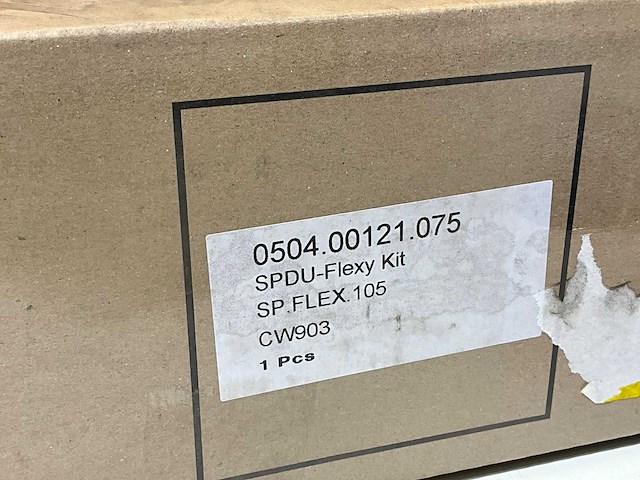 0504.00121.075
SPDU-Flexy Kit
SP.FLEX.105
CW903
1 Pcs